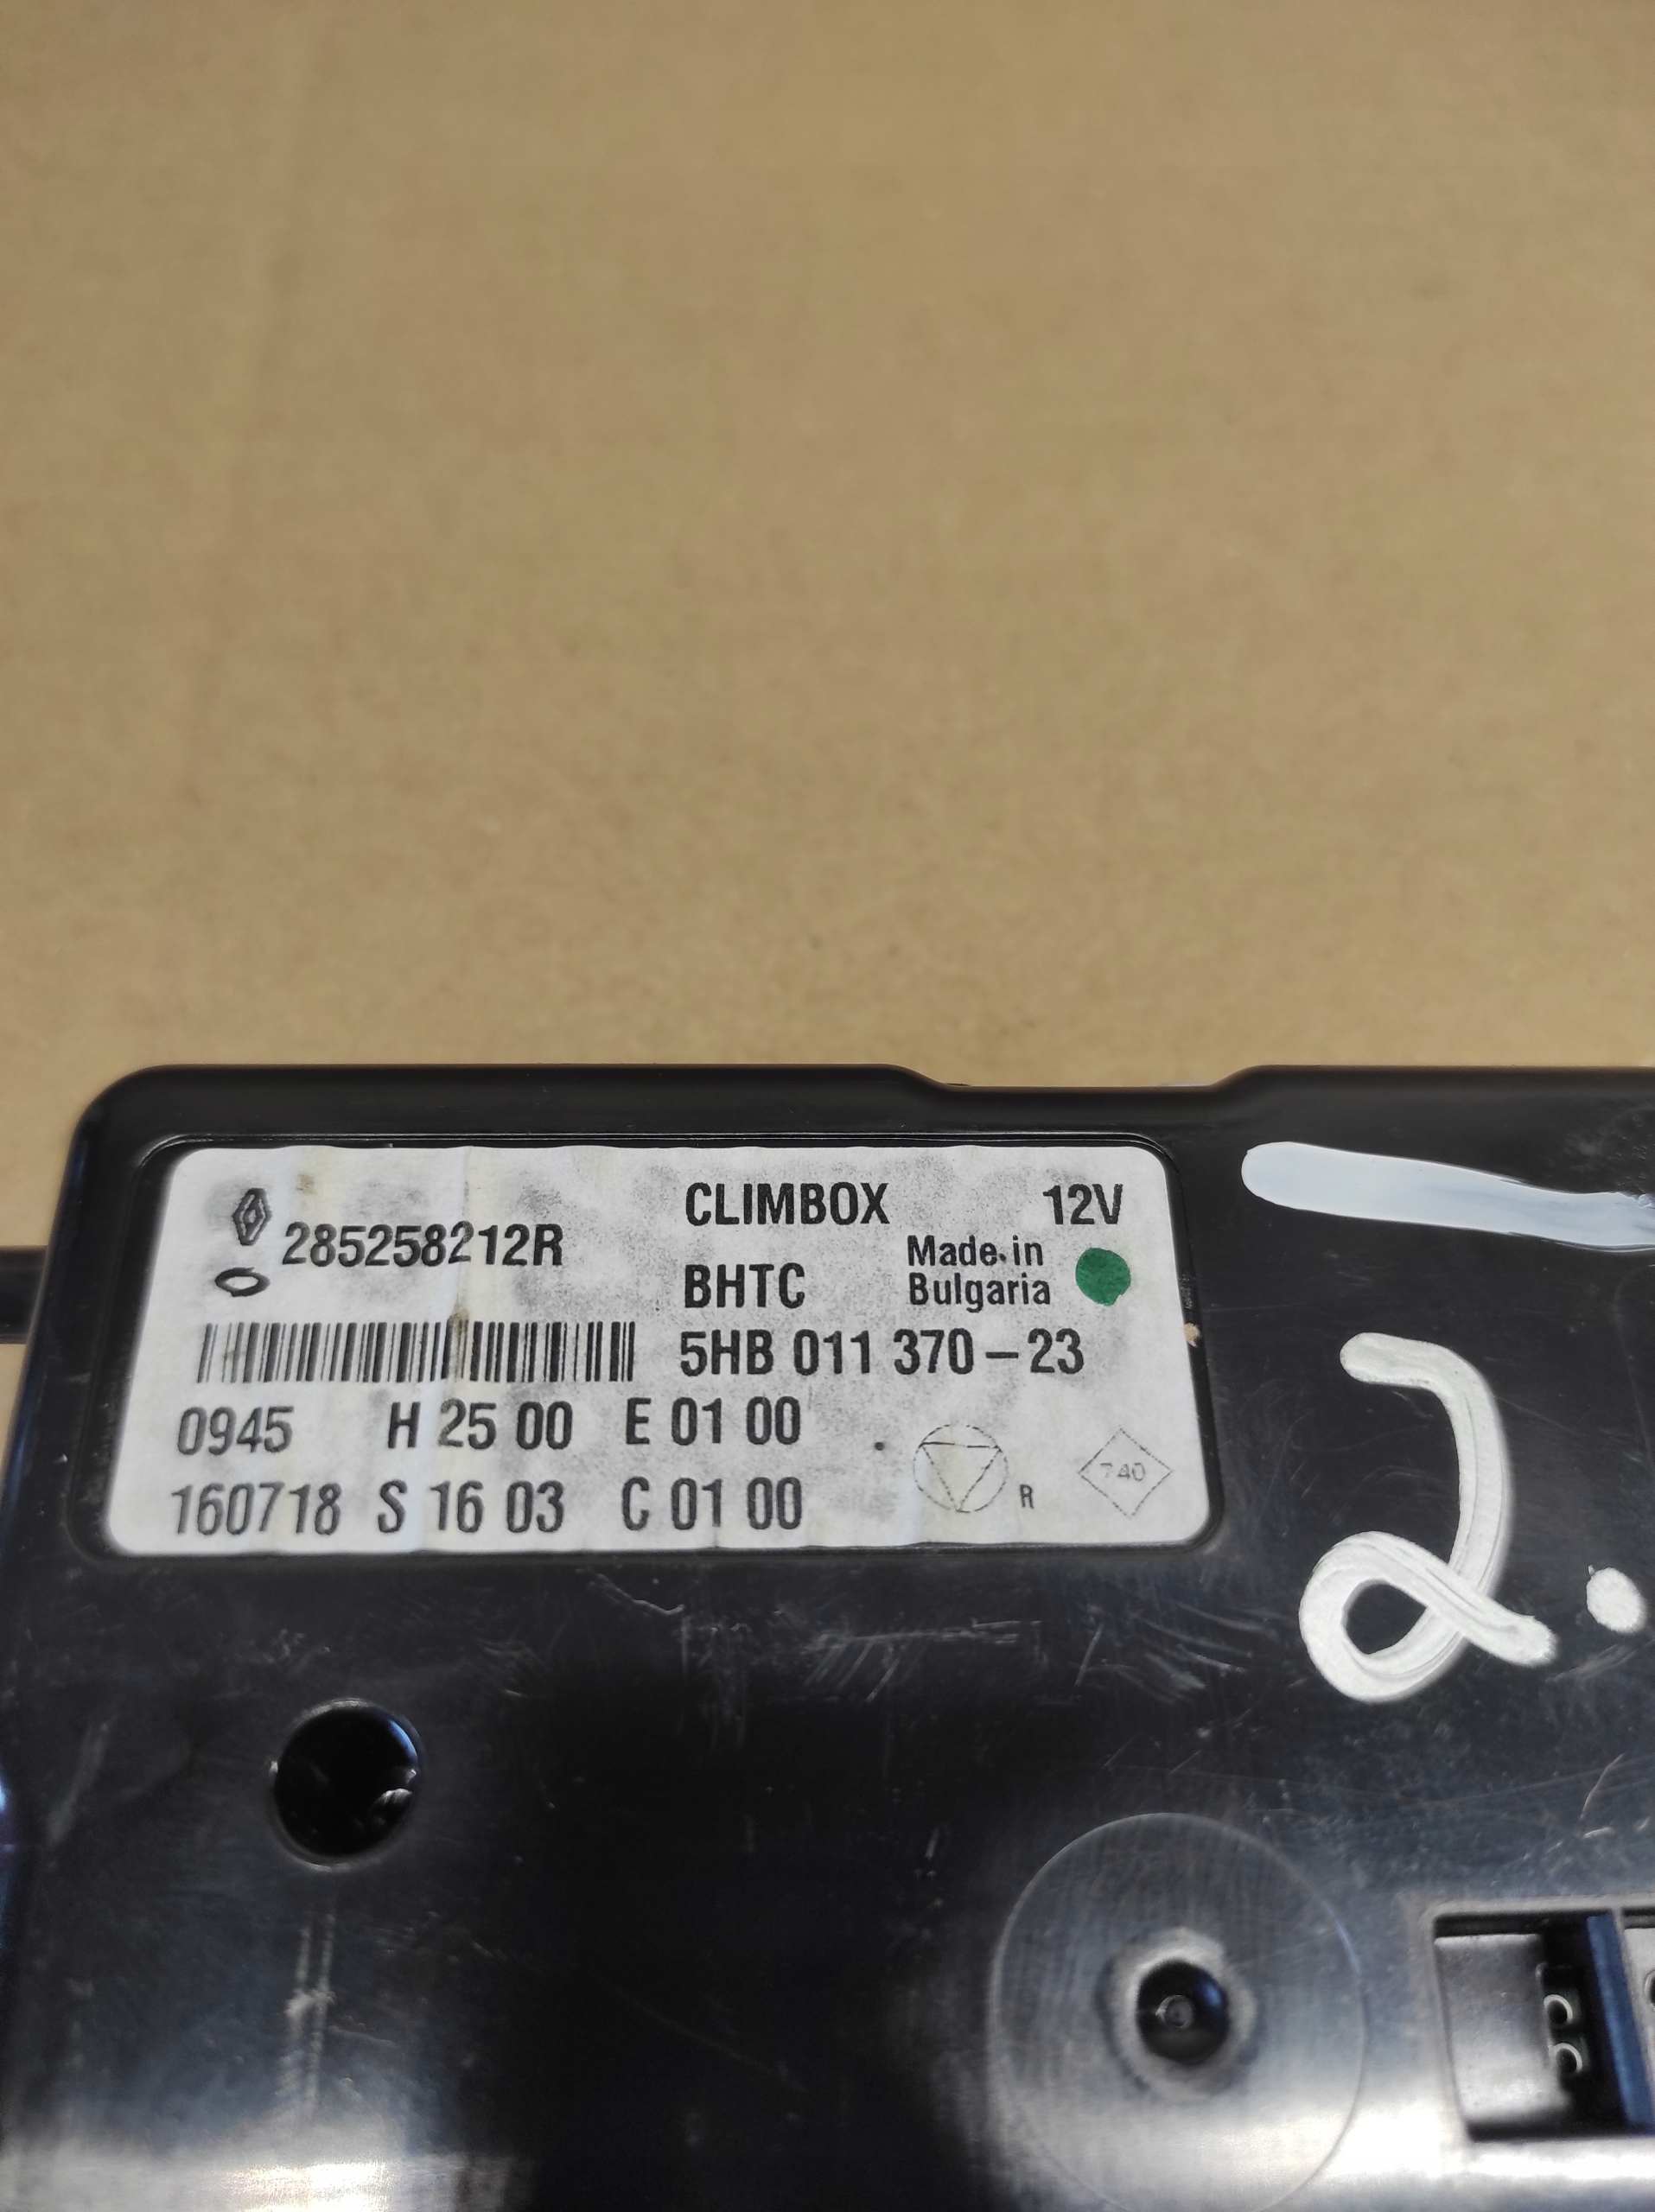 CLIMBOX 12V
285258212R
Made in
BHTC Bulgaria
5HB 011 370-23
0945 H 25 00 E 01 00
160718 S 16 03 C 01 00
R 740
2.